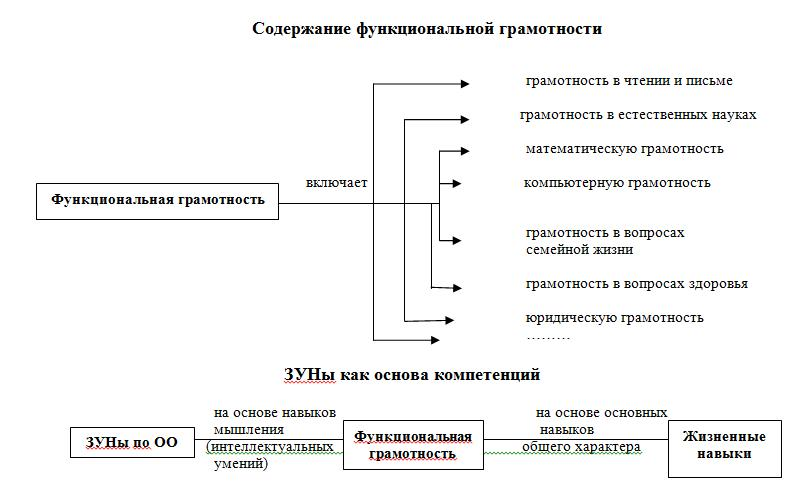 Содержание функциональной грамотности
грамотность в чтении и письме
грамотность в естественных науках
математическую грамотность
включает
компьютерную грамотность
Функциональная грамотность
грамотность в вопросах
семейной жизни
грамотность в вопросах здоровья
юридическую грамотность
………
ЗУНы как основа компетенций
ЗУНы по ОО
на основе навыков
мышления
(интеллектуальных
умений)
Функциональная
грамотность
на основе основных
навыков
общего характера
Жизненные
навыки